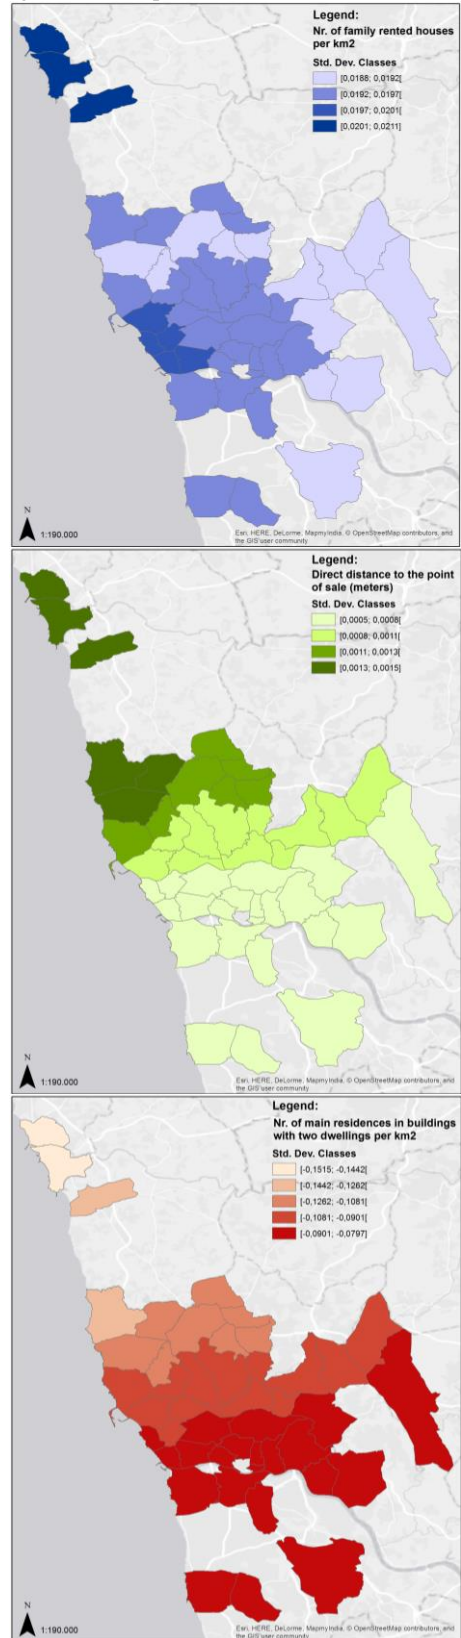 Legend:
Nr. of family rented houses
per km2
Std. Dev. Classes
[0,0188; 0,0192[
[0,0192; 0,0197[
[0,0197; 0,0201[
[0,0201; 0,0211]
N
1:190.000
Esri, HERE, DeLorme, MapmyIndia, © OpenStreetMap contributors, and
the GIS user community
Legend:
Direct distance to the point
of sale (meters)
Std. Dev. Classes
[0,0005; 0,0008[
[0,0008; 0,0011[
[0,0011; 0,0013[
[0,0013; 0,0015]
N
1:190.000
Esri, HERE, DeLorme, MapmyIndia, © OpenStreetMap contributors, and
the GIS user community
Legend:
Nr. of main residences in buildings
with two dwellings per km2
Std. Dev. Classes
[-0,1515; -0,1442[
[-0,1442; -0,1262[
[-0,1262; -0,1081[
[-0,1081; -0,0901[
[-0,0901; -0,0797]
N
1:190.000
Esri, HERE, DeLorme, MapmyIndia, © OpenStreetMap contributors, and
the GIS user community